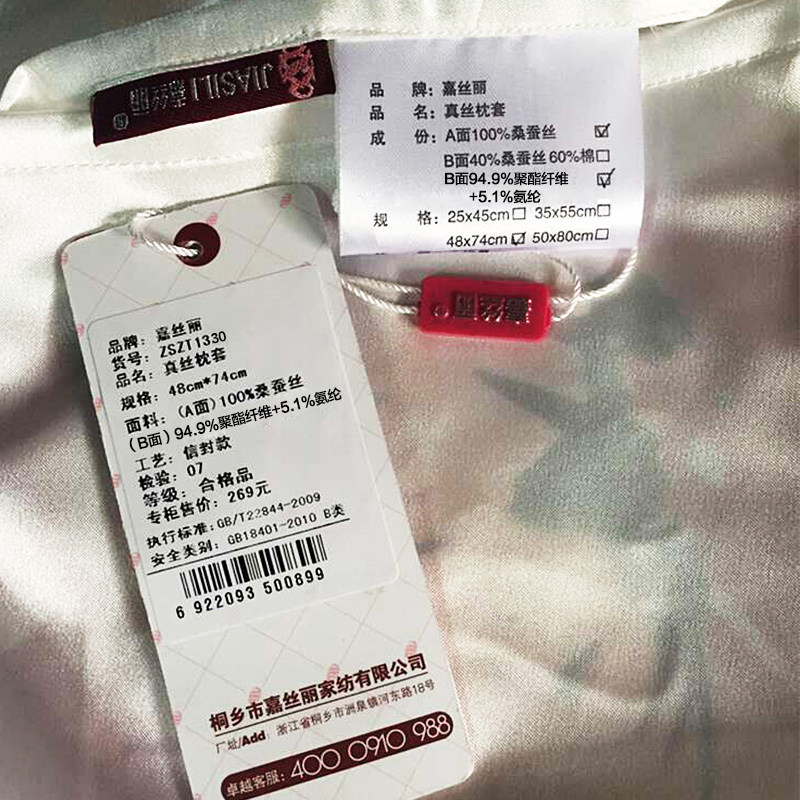 JIASILI 嘉丝丽
品 牌：嘉丝丽
品 名：真丝枕套
成 份：A面100%桑蚕丝☑
B面40%桑蚕丝 60%棉☐
B面94.9%聚酯纤维☑
+5.1%氨纶
规 格：25x45cm☐ 35x55cm☐
48x74cm☑ 50x80cm☐
嘉丝丽
品牌：嘉丝丽
货号：ZSZT1330
品名：真丝枕套
规格：48cm*74cm
面料：(A面)100%桑蚕丝
(B面) 94.9%聚酯纤维+5.1%氨纶
工艺：信封款
检验：07
等级：合格品
专柜售价：269元
执行标准：GB/T22844-2009
安全类别：GB18401-2010 B类
6 922093 500899
桐乡市嘉丝丽家纺有限公司
厂址/Add：浙江省桐乡市洲泉镇河东路18号
卓越客服：400 0910 988